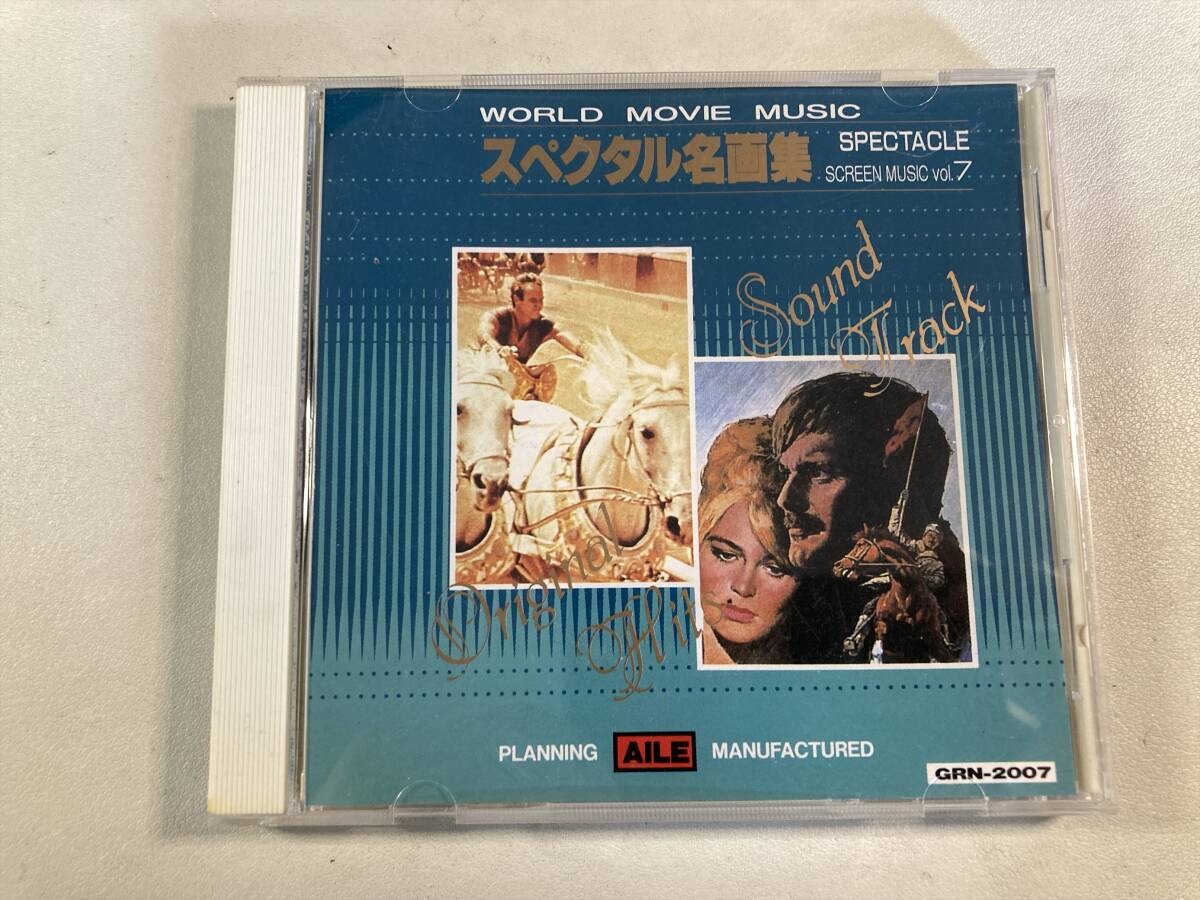 WORLD MOVIE MUSIC
スペクタル名画集
SPECTACLE
SCREEN MUSIC vol.7
Sound
Track
Original
Hits
PLANNING AILE MANUFACTURED
GRN-2007